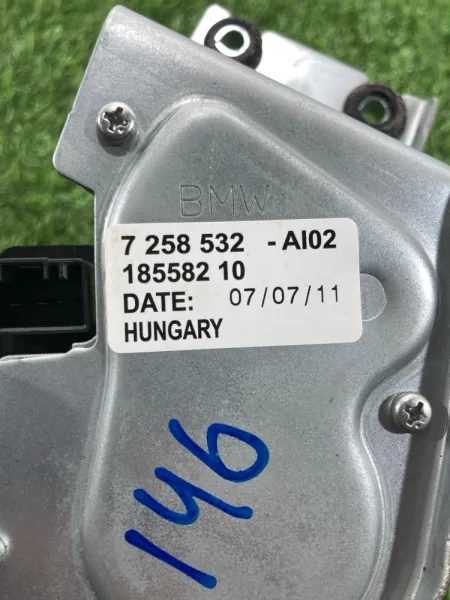 BMW
7 258 532 - AI02
185582 10
DATE: 07/07/11
HUNGARY
146